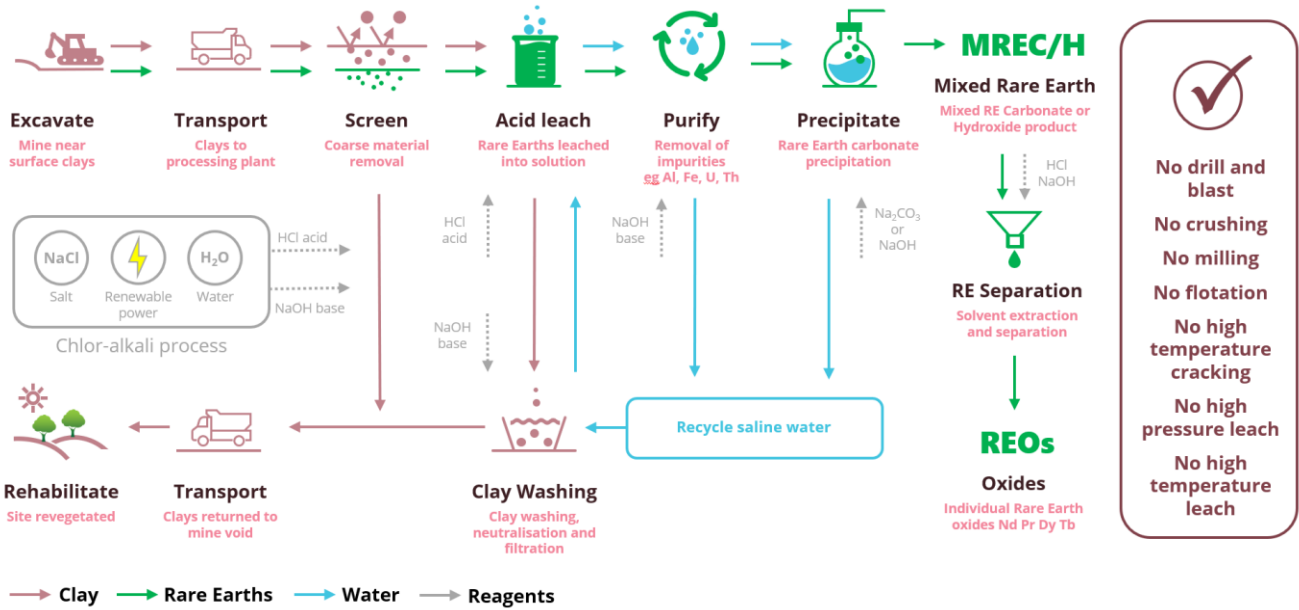 Excavate
Mine near
surface clays
Transport
Clays to
processing plant
Screen
Coarse material
removal
Acid leach
Rare Earths leached
into solution
Purify
Removal of
impurities
eg Al, Fe, U, Th
Precipitate
Rare Earth carbonate
precipitation
MREC/H
Mixed Rare Earth
Mixed RE Carbonate or
Hydroxide product
HCl
NaOH
RE Separation
Solvent extraction
and separation
REOs
Oxides
Individual Rare Earth
oxides Nd Pr Dy Tb
NaCl
Salt
Renewable
power
H₂O
Water
Chlor-alkali process
HCl acid
NaOH base
HCl
acid
NaOH
base
NaOH
base
Na₂CO₃
or
NaOH
Recycle saline water
Clay Washing
Clay washing,
neutralisation and
filtration
Transport
Clays returned to
mine void
Rehabilitate
Site revegetated
No drill and
blast
No crushing
No milling
No flotation
No high
temperature
cracking
No high
pressure leach
No high
temperature
leach
Clay
Rare Earths
Water
Reagents